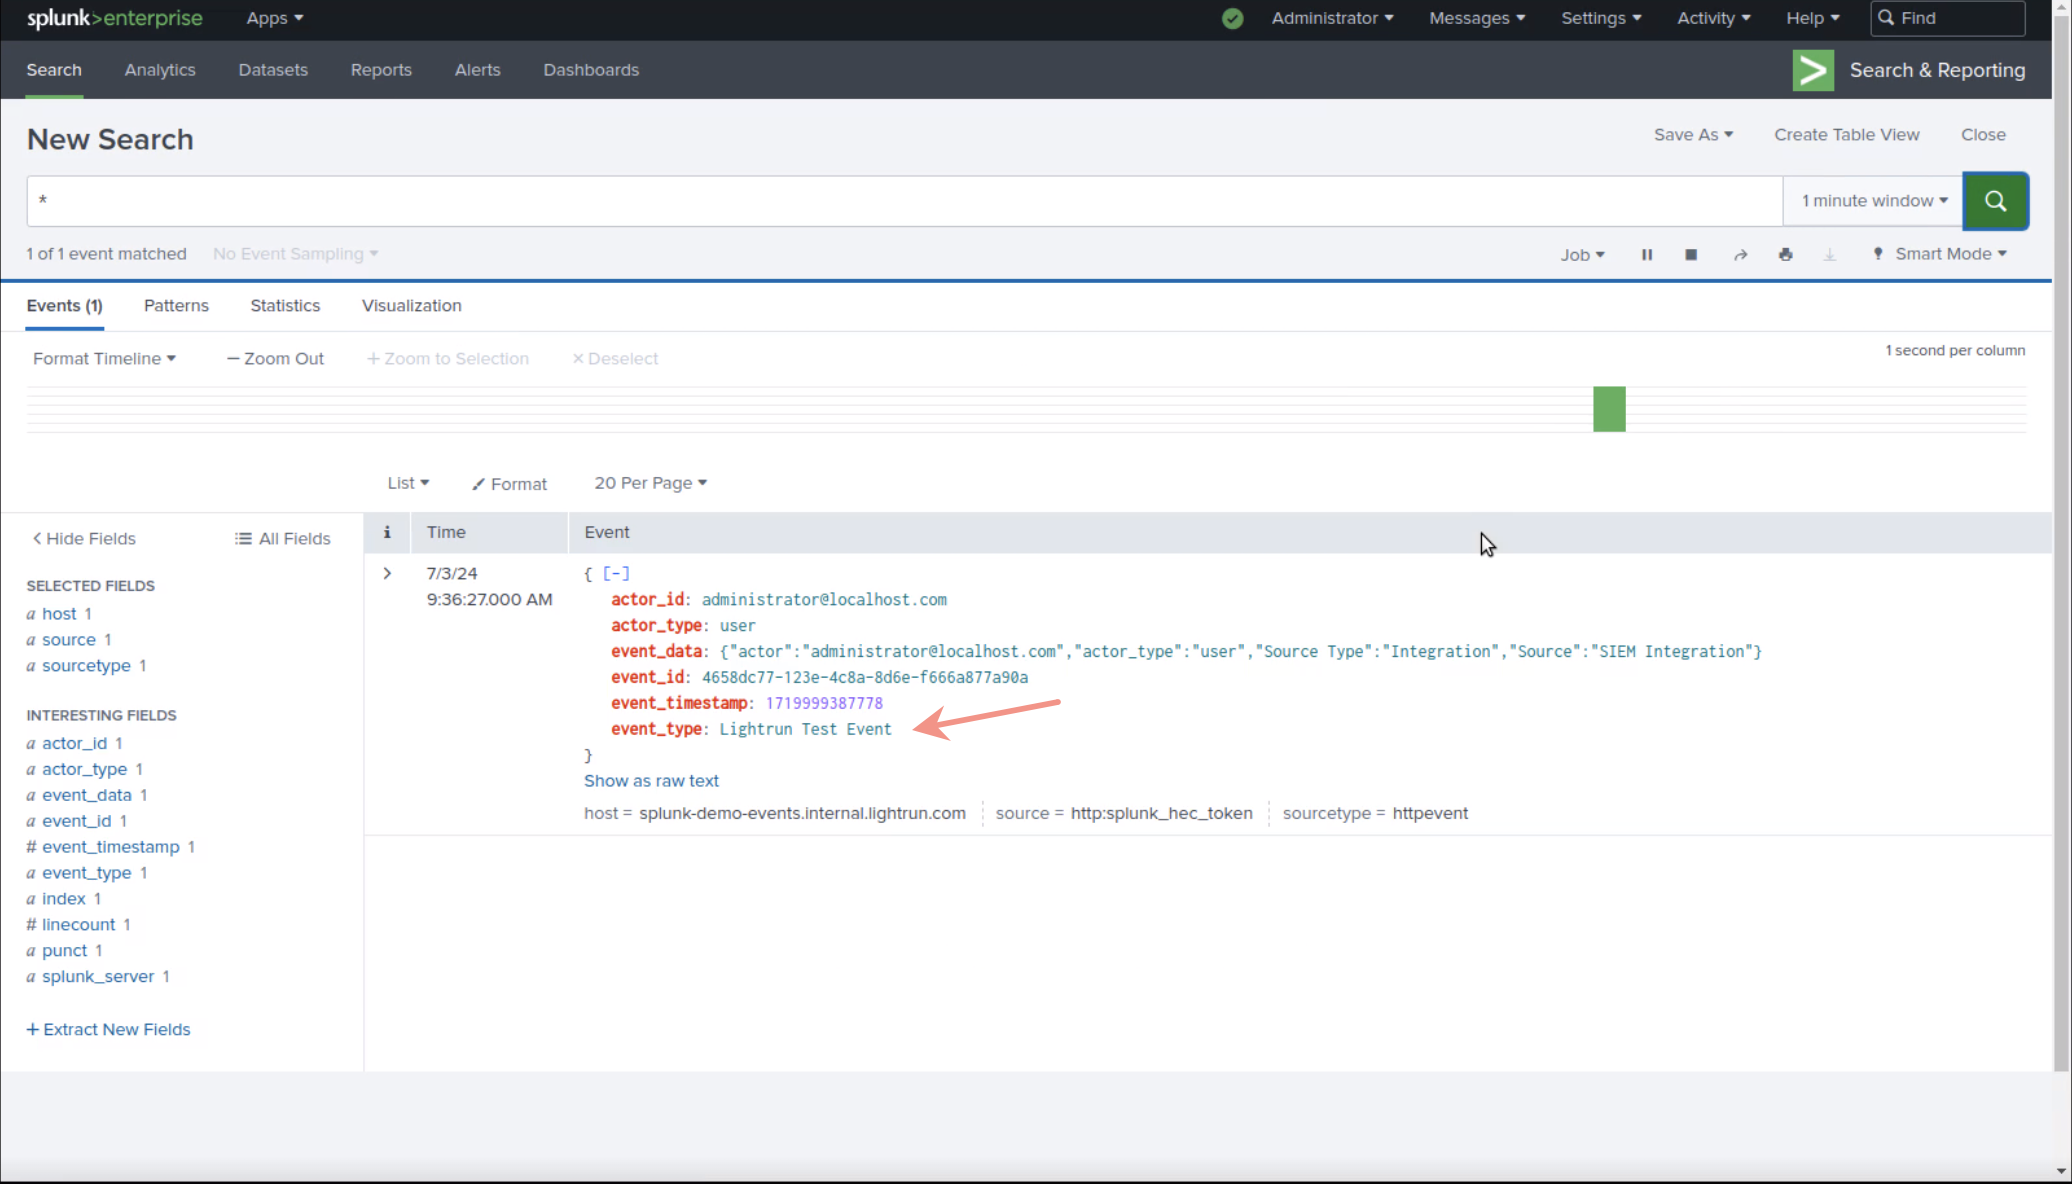 splunk>enterprise Apps Administrator Messages Settings Activity Help Find
Search Analytics Datasets Reports Alerts Dashboards Search & Reporting
New Search Save As Create Table View Close
* 1 minute window
1 of 1 event matched No Event Sampling Job Smart Mode
Events (1) Patterns Statistics Visualization
Format Timeline — Zoom Out + Zoom to Selection × Deselect 1 second per column
List Format 20 Per Page
< Hide Fields All Fields i Time Event
SELECTED FIELDS
a host 1
a source 1
a sourcetype 1
INTERESTING FIELDS
a actor_id 1
a actor_type 1
a event_data 1
a event_id 1
# event_timestamp 1
a event_type 1
a index 1
# linecount 1
a punct 1
a splunk_server 1
+ Extract New Fields
> 7/3/24
9:36:27.000 AM
{ [-]
actor_id: administrator@localhost.com
actor_type: user
event_data: {"actor":"administrator@localhost.com","actor_type":"user","Source Type":"Integration","Source":"SIEM Integration"}
event_id: 4658dc77-123e-4c8a-8d6e-f666a877a90a
event_timestamp: 1719999387778
event_type: Lightrun Test Event
}
Show as raw text
host = splunk-demo-events.internal.lightrun.com source = http:splunk_hec_token sourcetype = httpevent